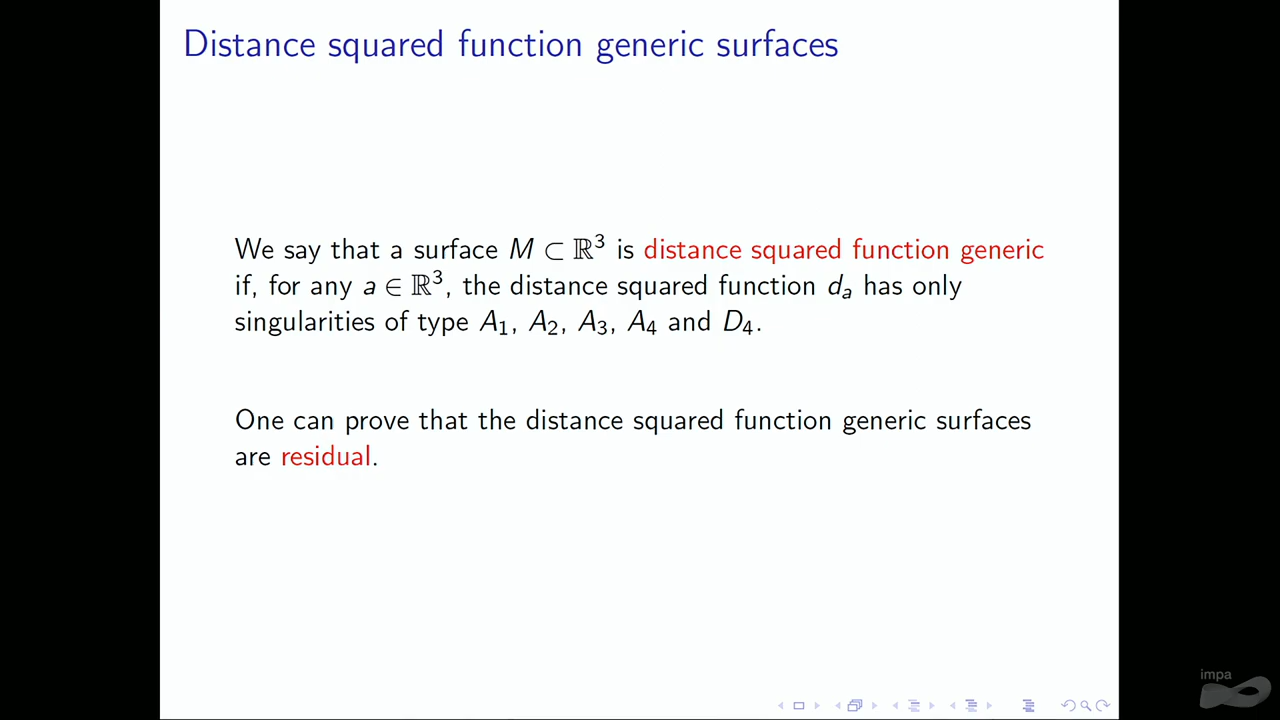 Distance squared function generic surfaces
We say that a surface M ⊂ ℝ³ is distance squared function generic
if, for any a ∈ ℝ³, the distance squared function dₐ has only
singularities of type A₁, A₂, A₃, A₄ and D₄.
One can prove that the distance squared function generic surfaces
are residual.
impa